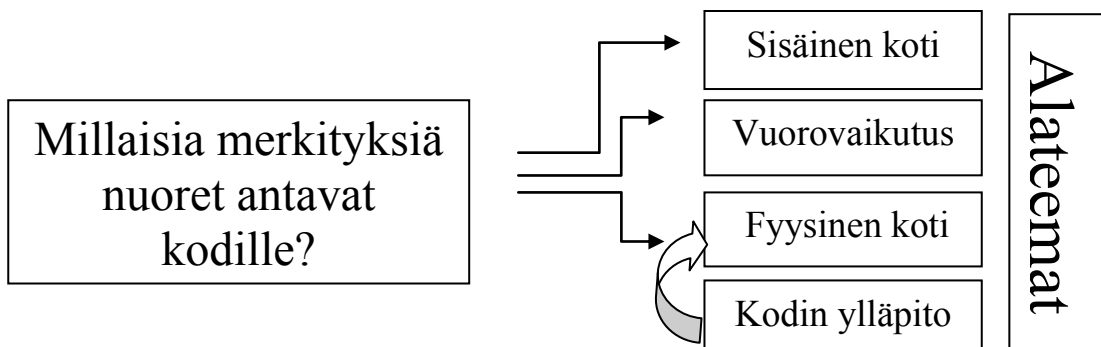 Millaisia merkityksiä
nuoret antavat
kodille?
Sisäinen koti
Vuorovaikutus
Fyysinen koti
Kodin ylläpito
Alateemat